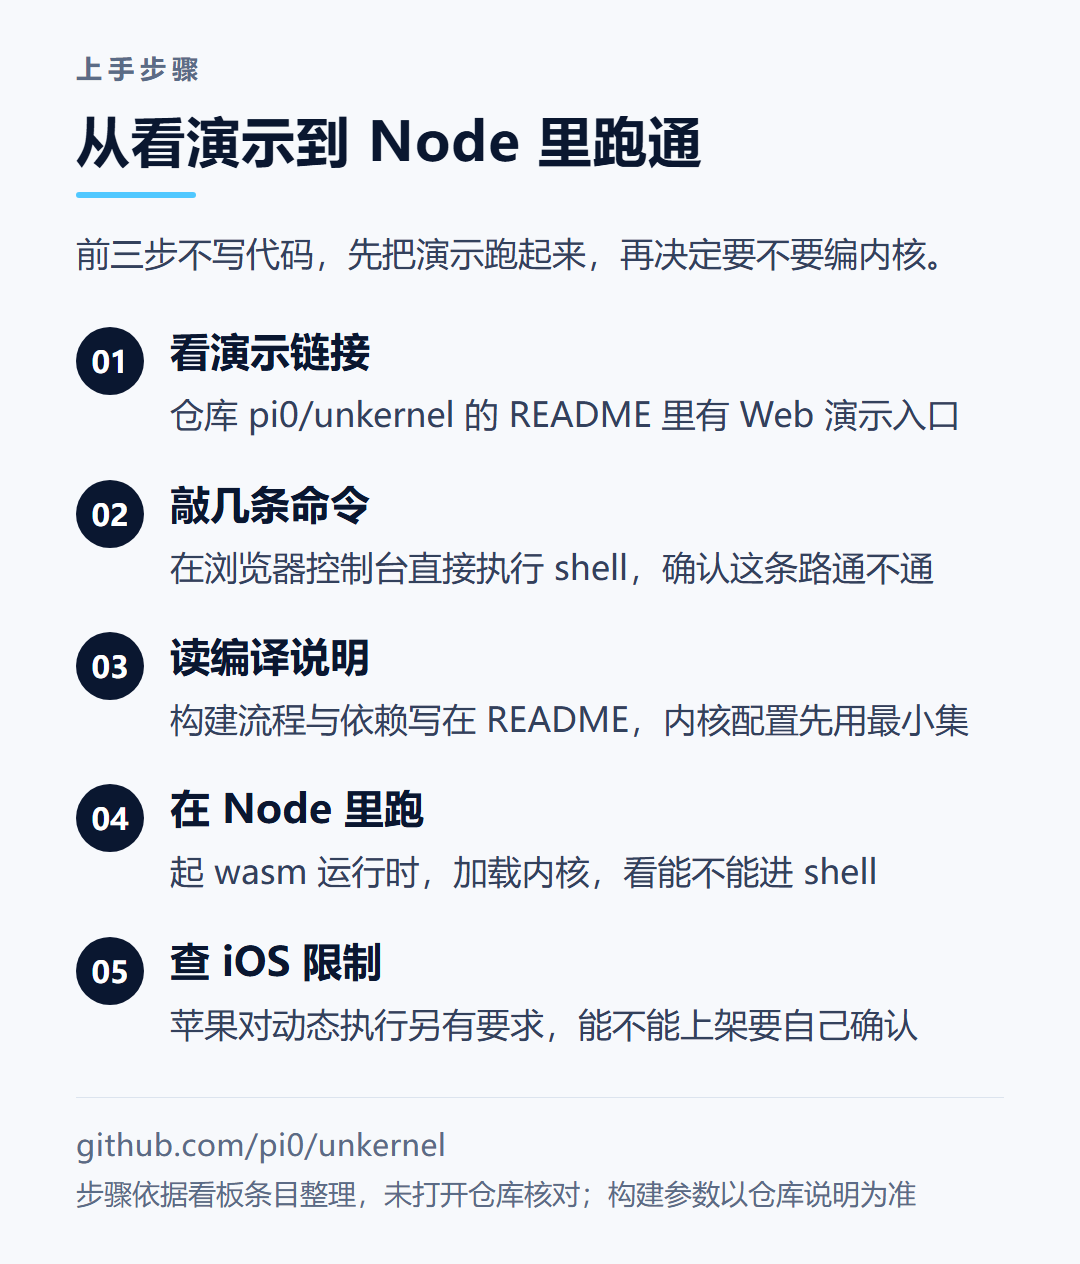 上手步骤
从看演示到 Node 里跑通
前三步不写代码，先把演示跑起来，再决定要不要编内核。
01
看演示链接
仓库 pi0/unkernel 的 README 里有 Web 演示入口
02
敲几条命令
在浏览器控制台直接执行 shell，确认这条路通不通
03
读编译说明
构建流程与依赖写在 README，内核配置先用最小集
04
在 Node 里跑
起 wasm 运行时，加载内核，看能不能进 shell
05
查 iOS 限制
苹果对动态执行另有要求，能不能上架要自己确认
github.com/pi0/unkernel
步骤依据看板条目整理，未打开仓库核对；构建参数以仓库说明为准